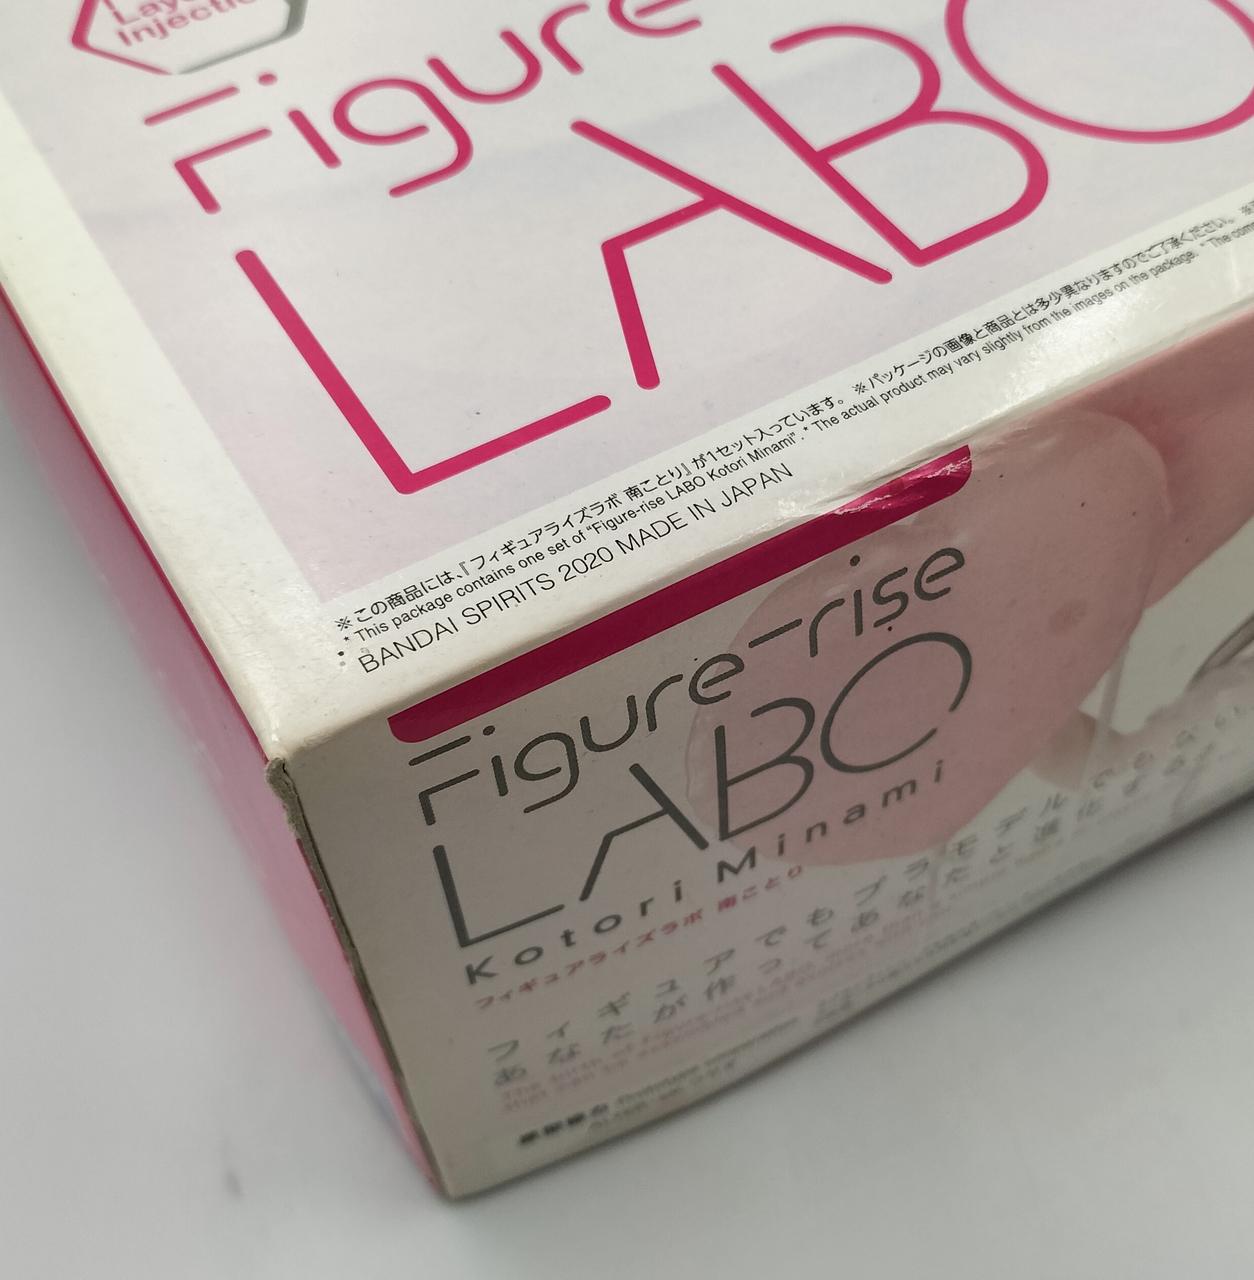 Layer
Injection
Figure
LABO
※この商品には、『フィギュアライズラボ 南ことり』が1セット入っています。 ※パッケージの画像と商品とは多少異なりますのでご了承ください。
* This package contains one set of "Figure-rise LABO Kotori Minami". * The actual product may vary slightly from the images on the package. * The
BANDAI SPIRITS 2020 MADE IN JAPAN
Figure-rise
LABO
Kotori Minami
フィギュアライズラボ 南ことり
フィギュアでもプラモデルでもない
あなたが作ってあなたと進化する